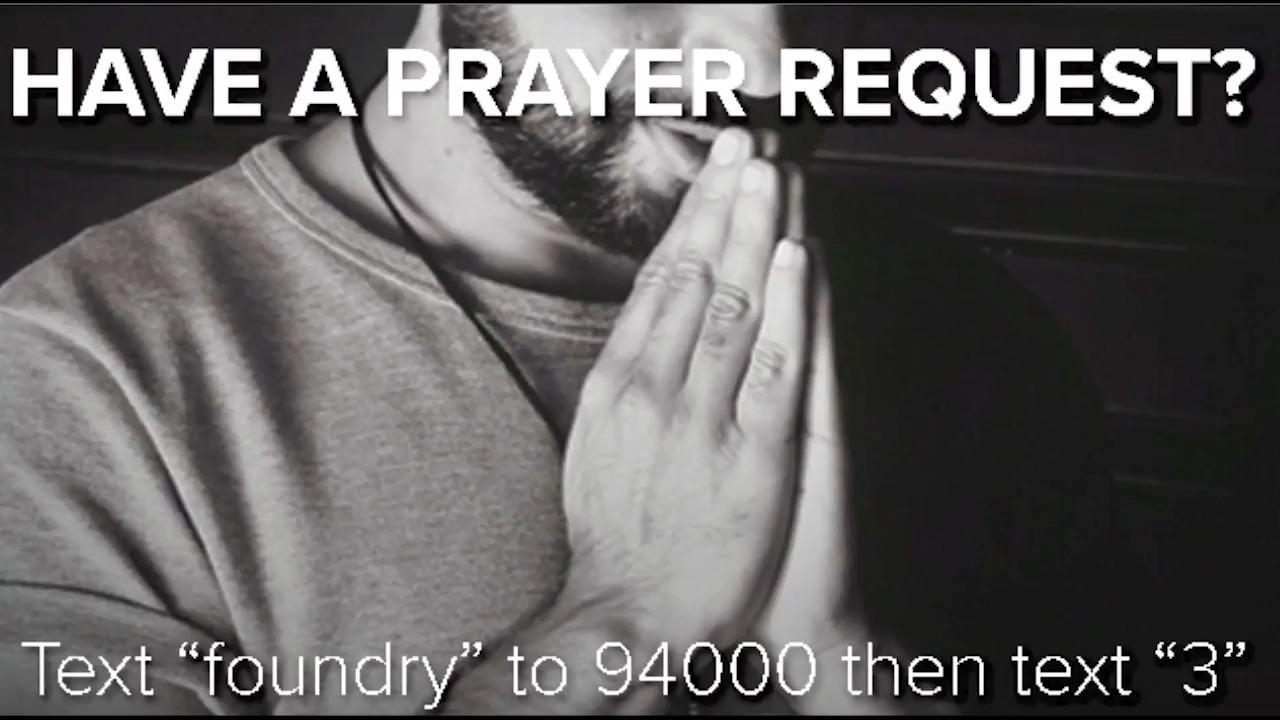 HAVE A PRAYER REQUEST?
Text “foundry” to 94000 then text “3”